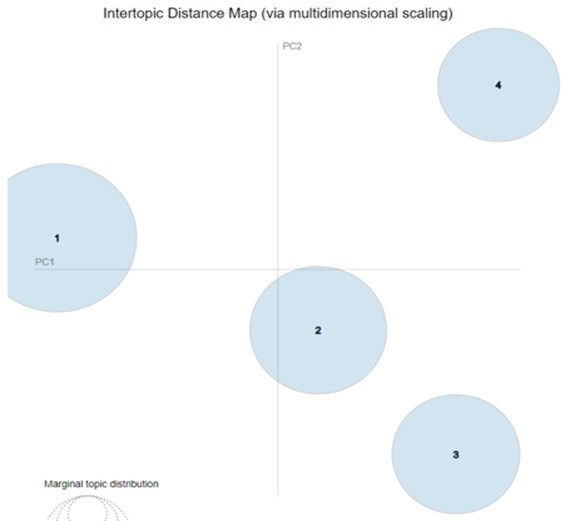 Intertopic Distance Map (via multidimensional scaling)
PC2
4
1
PC1
2
3
Marginal topic distribution